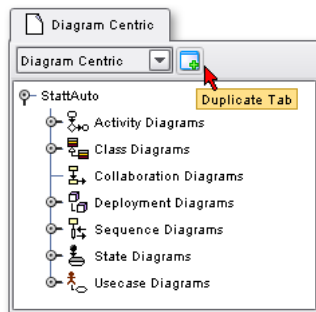 Diagram Centric
Diagram Centric
Duplicate Tab
StattAuto
Activity Diagrams
Class Diagrams
Collaboration Diagrams
Deployment Diagrams
Sequence Diagrams
State Diagrams
Usecase Diagrams